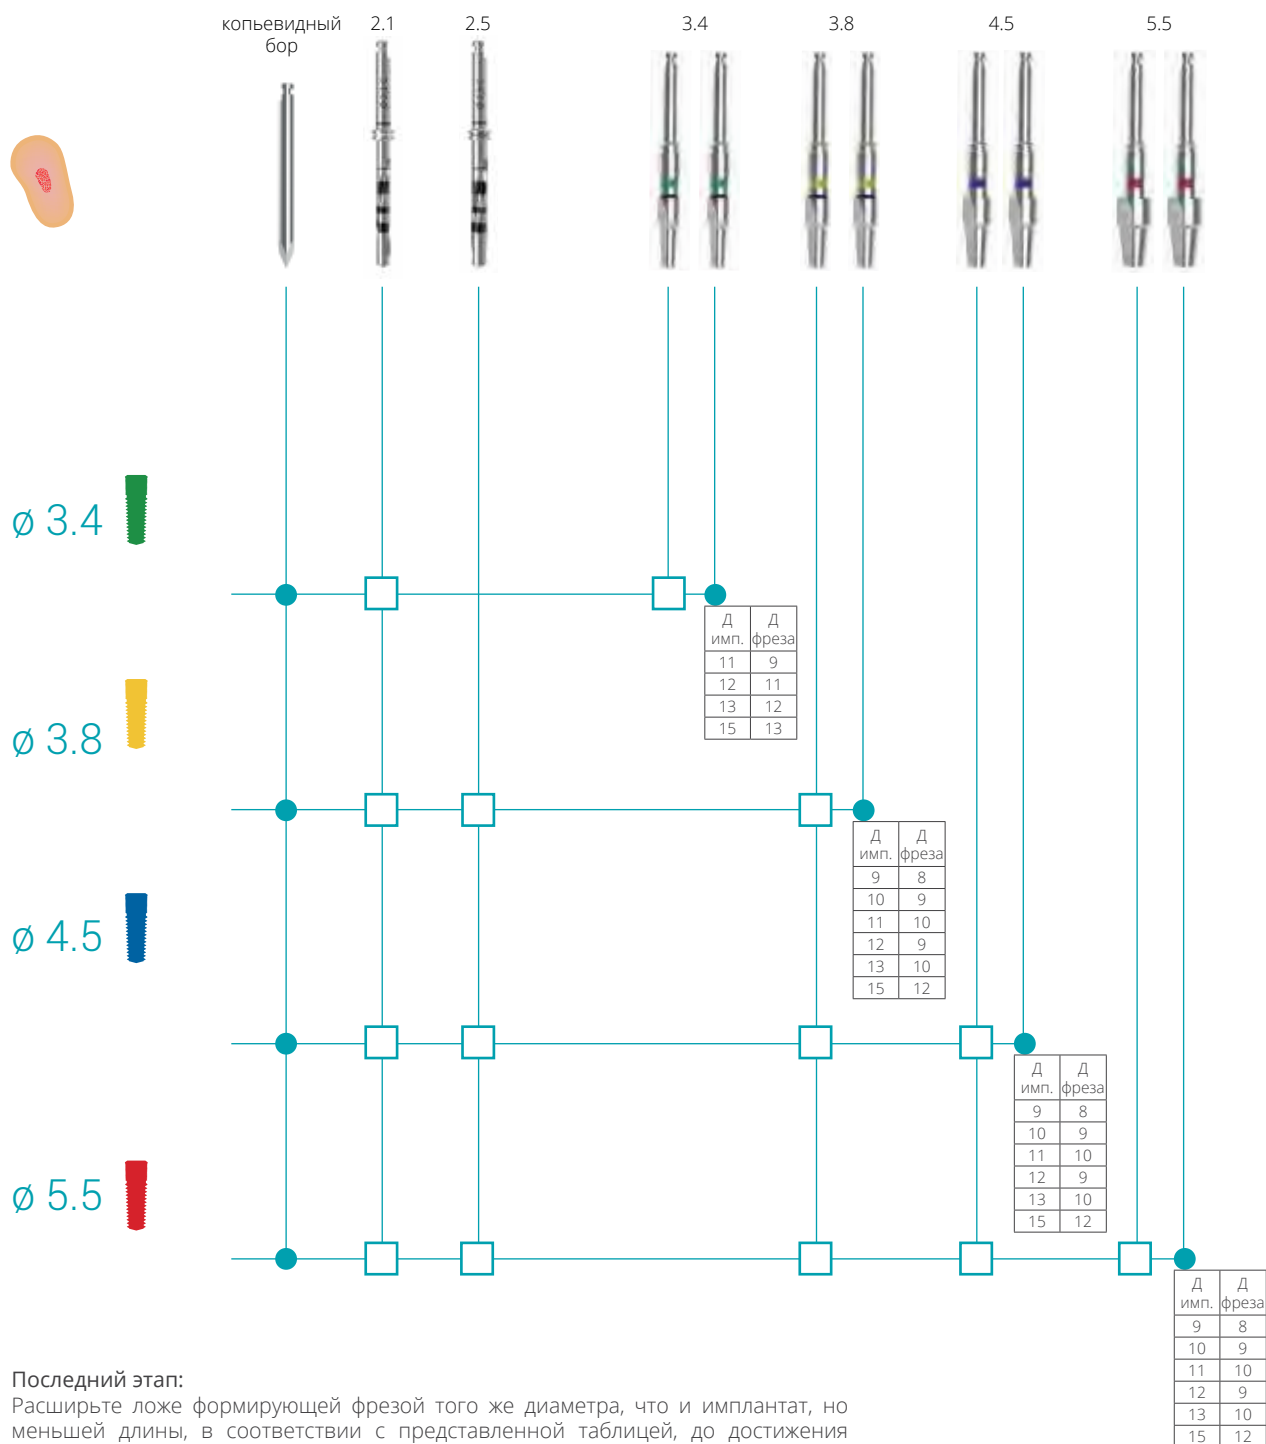 копьевидный бор 2.1 2.5 3.4 3.8 4.5 5.5
ø 3.4
Д имп. Д фреза
11 9
12 11
13 12
15 13
ø 3.8
Д имп. Д фреза
9 8
10 9
11 10
12 9
13 10
15 12
ø 4.5
Д имп. Д фреза
9 8
10 9
11 10
12 9
13 10
15 12
ø 5.5
Д имп. Д фреза
9 8
10 9
11 10
12 9
13 10
15 12
Последний этап:
Расширьте ложе формирующей фрезой того же диаметра, что и имплантат, но
меньшей длины, в соответствии с представленной таблицей, до достижения